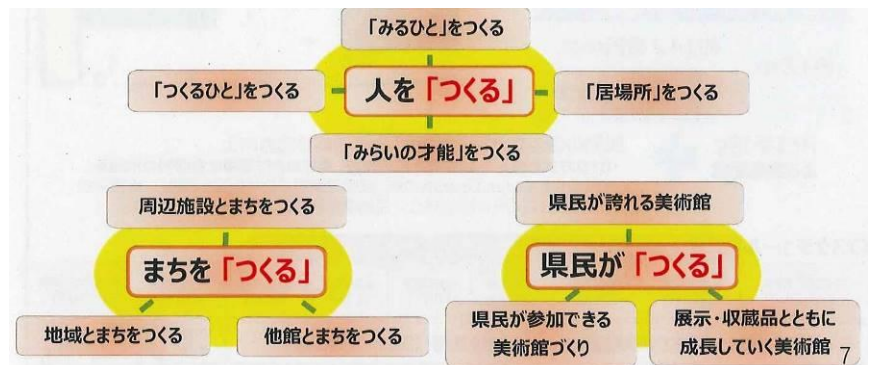 「みるひと」をつくる
「つくるひと」をつくる
人を「つくる」
「居場所」をつくる
「みらいの才能」をつくる
周辺施設とまちをつくる
まちを「つくる」
地域とまちをつくる
他館とまちをつくる
県民が誇れる美術館
県民が「つくる」
県民が参加できる
美術館づくり
展示・収蔵品とともに
成長していく美術館
7